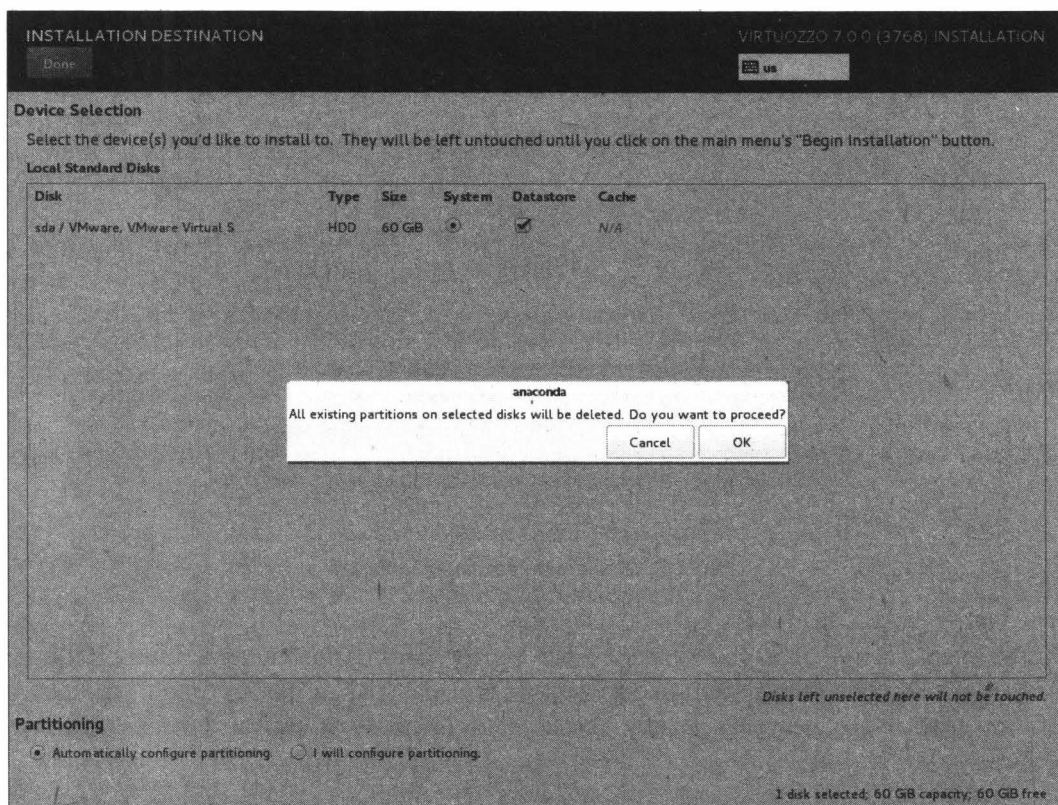 INSTALLATION DESTINATION
VIRTUOZZO 7.0.0 (3768) INSTALLATION
Done
us
Device Selection
Select the device(s) you'd like to install to. They will be left untouched until you click on the main menu's "Begin Installation" button.
Local Standard Disks
Disk Type Size System Datastore Cache
sda / VMware, VMware Virtual S HDD 60 GiB N/A
anaconda
All existing partitions on selected disks will be deleted. Do you want to proceed?
Cancel OK
Disks left unselected here will not be touched.
Partitioning
Automatically configure partitioning. I will configure partitioning.
1 disk selected; 60 GiB capacity; 60 GiB free